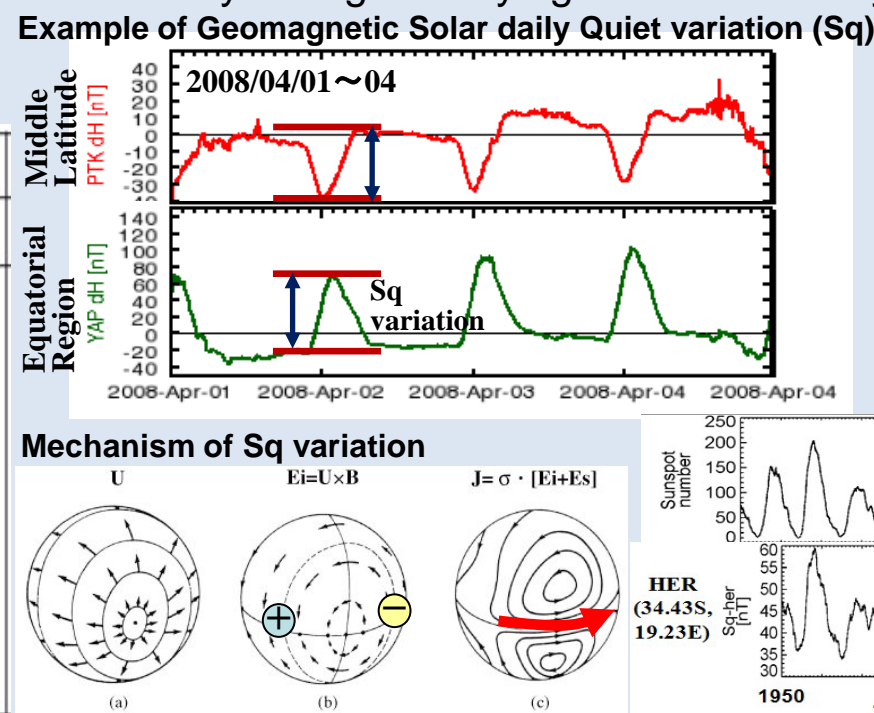 Example of Geomagnetic Solar daily Quiet variation (Sq)
Middle Latitude
PTK dH [nT]
2008/04/01～04
40
30
20
10
0
-10
-20
-30
Equatorial Region
YAP dH [nT]
140
120
100
80
60
40
20
0
-20
-40
Sq
variation
2008-Apr-01 2008-Apr-02 2008-Apr-03 2008-Apr-04 2008-Apr-04
Mechanism of Sq variation
U
Ei=U×B
J= σ · [Ei+Es]
+
−
(a)
(b)
(c)
Sunspot number
250
200
150
100
50
0
HER
(34.43S,
19.23E)
Sq-her
[nT]
60
55
50
45
40
35
30
1950